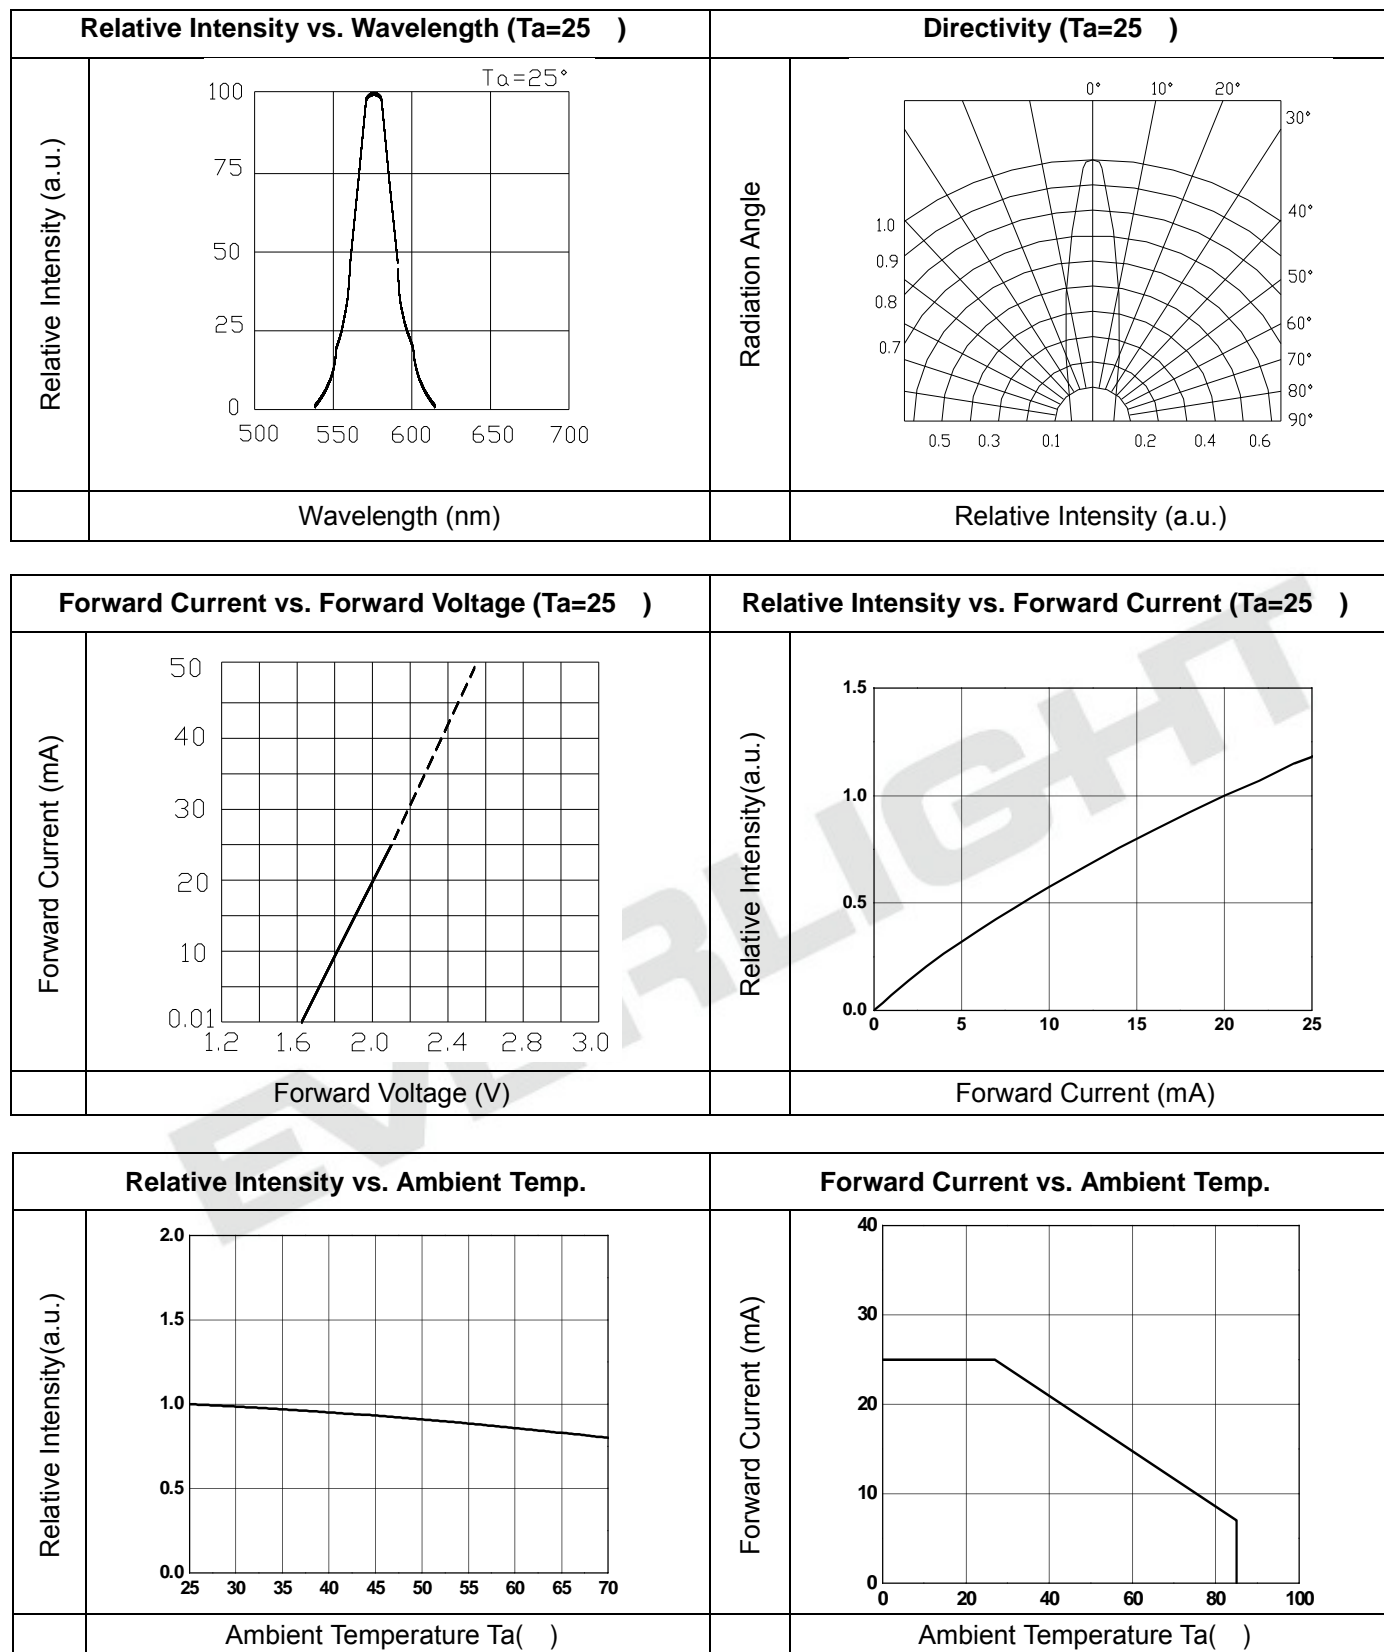 Relative Intensity vs. Wavelength (Ta=25 )
Directivity (Ta=25 )
Relative Intensity (a.u.)
Ta=25°
100
75
50
25
0
500 550 600 650 700
Wavelength (nm)
Radiation Angle
0° 10° 20°
30°
40°
50°
60°
70°
80°
90°
1.0
0.9
0.8
0.7
0.5 0.3 0.1 0.2 0.4 0.6
Relative Intensity (a.u.)
Forward Current vs. Forward Voltage (Ta=25 )
Relative Intensity vs. Forward Current (Ta=25 )
Forward Current (mA)
50
40
30
20
10
0.01
1.2 1.6 2.0 2.4 2.8 3.0
Forward Voltage (V)
Relative Intensity(a.u.)
1.5
1.0
0.5
0.0
0 5 10 15 20 25
Forward Current (mA)
EVERLIGHT
Relative Intensity vs. Ambient Temp.
Forward Current vs. Ambient Temp.
Relative Intensity(a.u.)
2.0
1.5
1.0
0.5
0.0
25 30 35 40 45 50 55 60 65 70
Ambient Temperature Ta( )
Forward Current (mA)
40
30
20
10
0
0 20 40 60 80 100
Ambient Temperature Ta( )